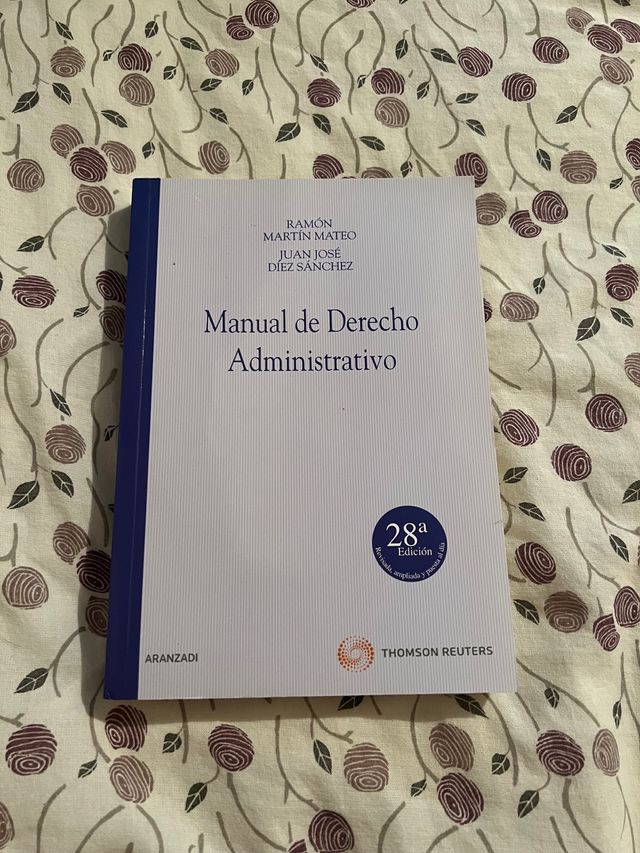 RAMÓN
MARTÍN MATEO
JUAN JOSÉ
DÍEZ SÁNCHEZ
Manual de Derecho
Administrativo
28ª
Edición
Revisada, ampliada y puesta al día
ARANZADI
THOMSON REUTERS